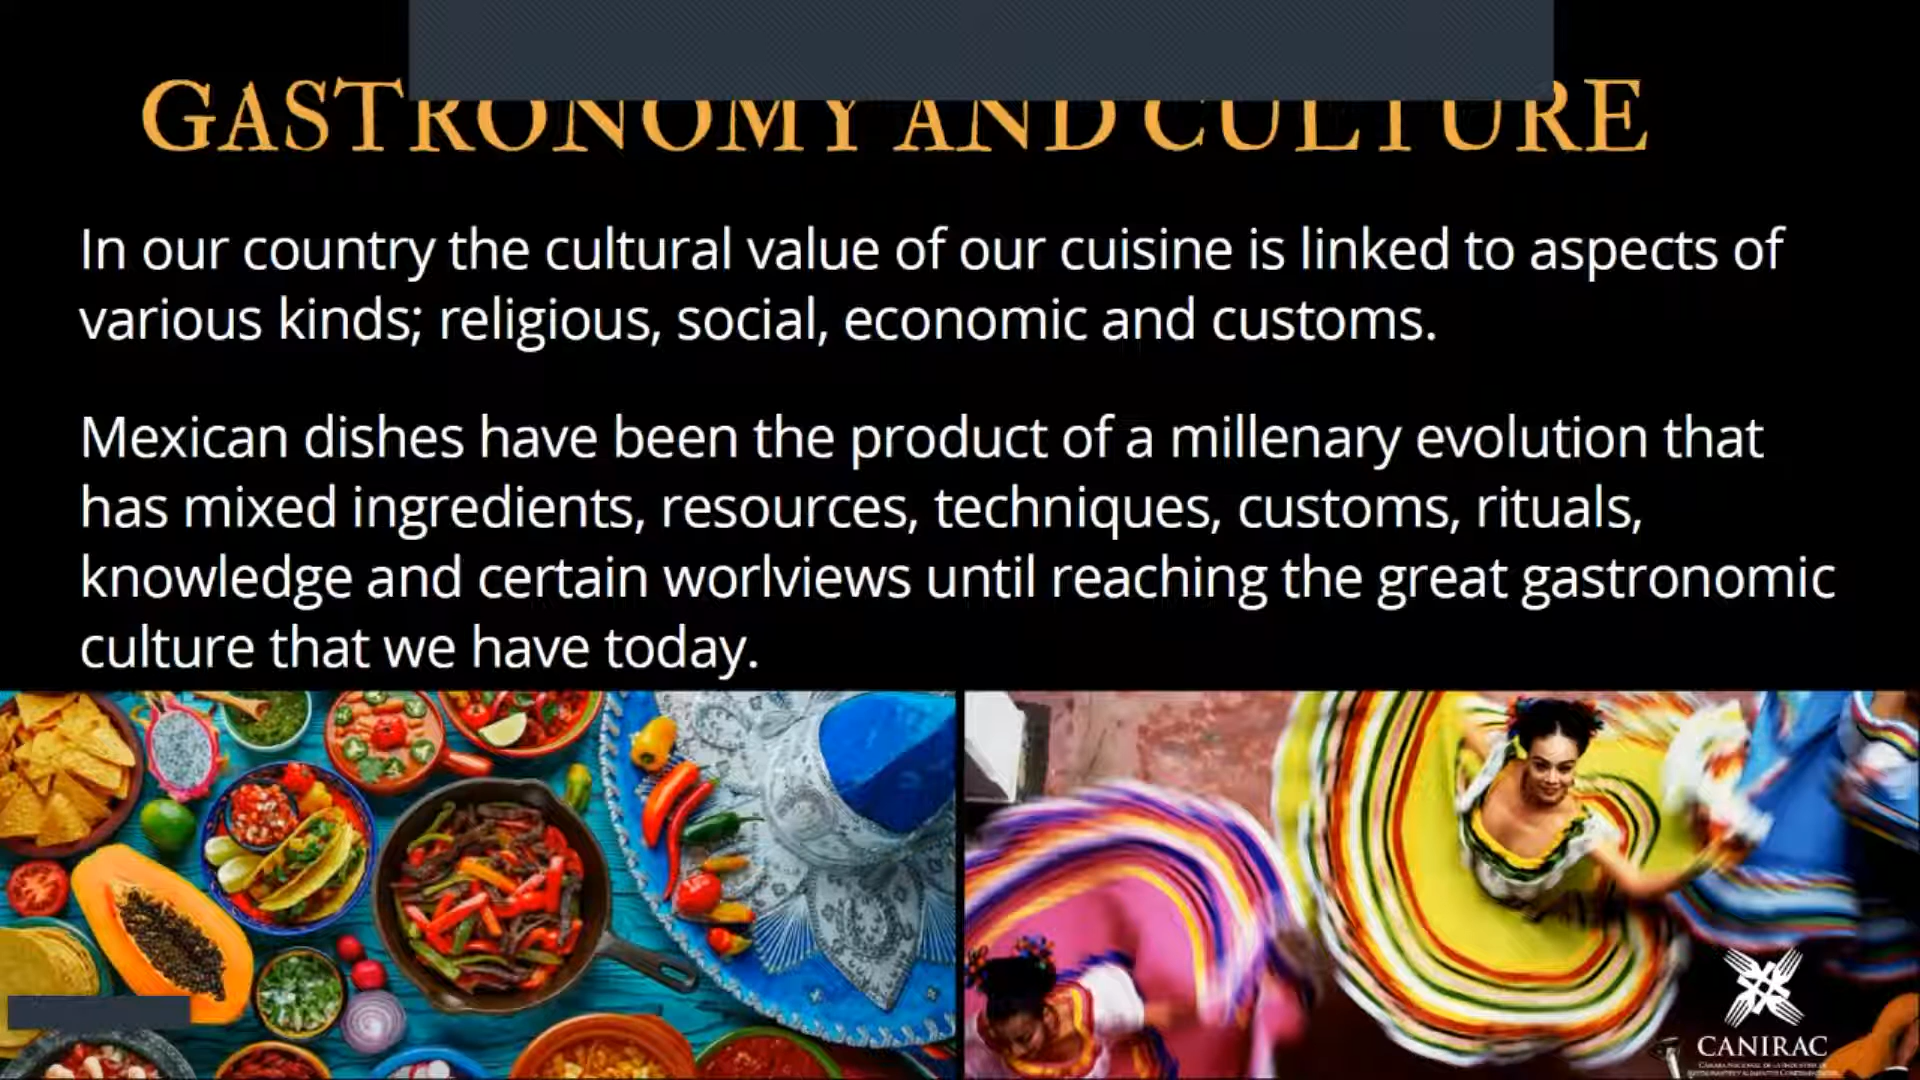 GASTRONOMY AND CULTURE
In our country the cultural value of our cuisine is linked to aspects of
various kinds; religious, social, economic and customs.
Mexican dishes have been the product of a millenary evolution that
has mixed ingredients, resources, techniques, customs, rituals,
knowledge and certain worlviews until reaching the great gastronomic
culture that we have today.
CANIRAC